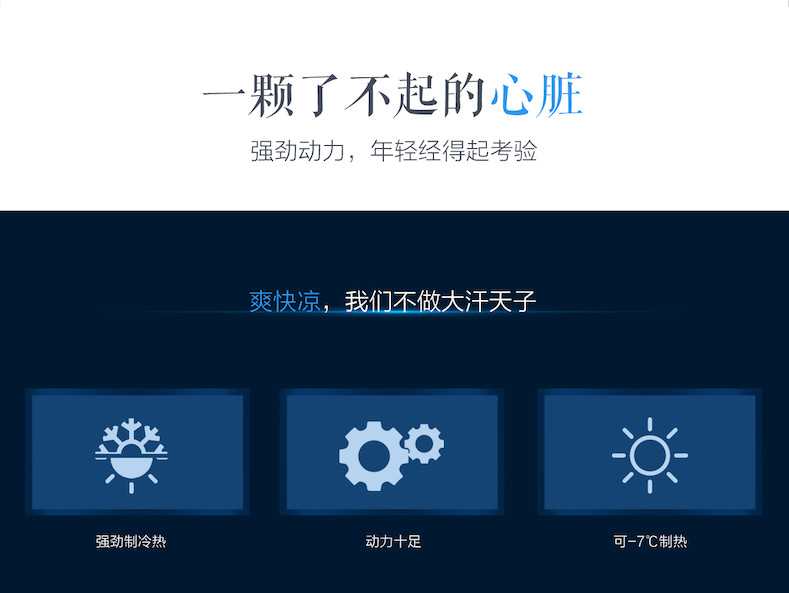 一颗了不起的心脏
强劲动力，年轻经得起考验
爽快凉，我们不做大汗天子
强劲制冷热
动力十足
可-7℃制热